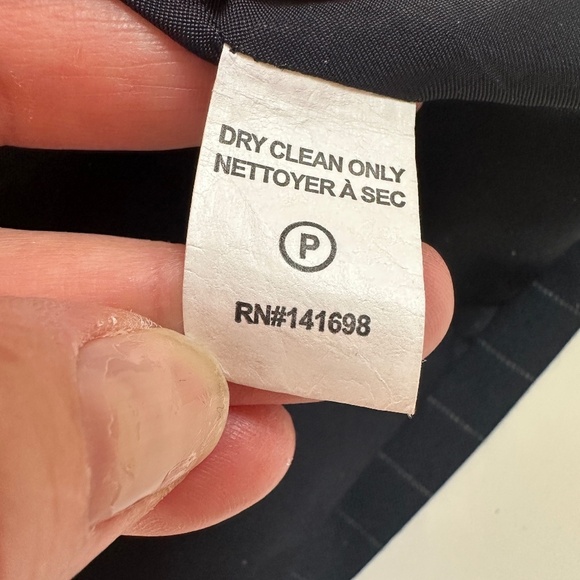 DRY CLEAN ONLY
NETTOYER À SEC
P
RN#141698